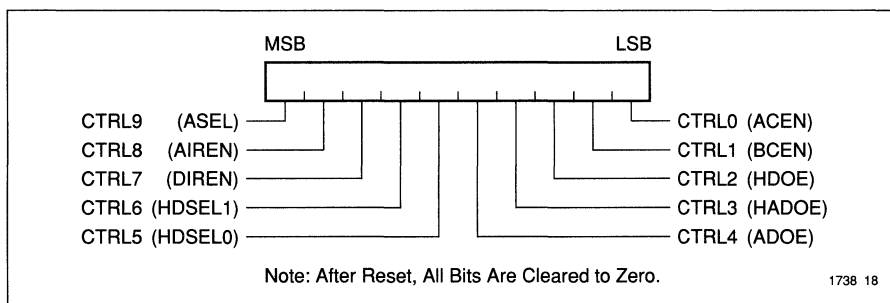 MSB LSB
CTRL9 (ASEL) CTRL0 (ACEN)
CTRL8 (AIREN) CTRL1 (BCEN)
CTRL7 (DIREN) CTRL2 (HDOE)
CTRL6 (HDSEL1) CTRL3 (HADOE)
CTRL5 (HDSEL0) CTRL4 (ADOE)
Note: After Reset, All Bits Are Cleared to Zero.
1738 18